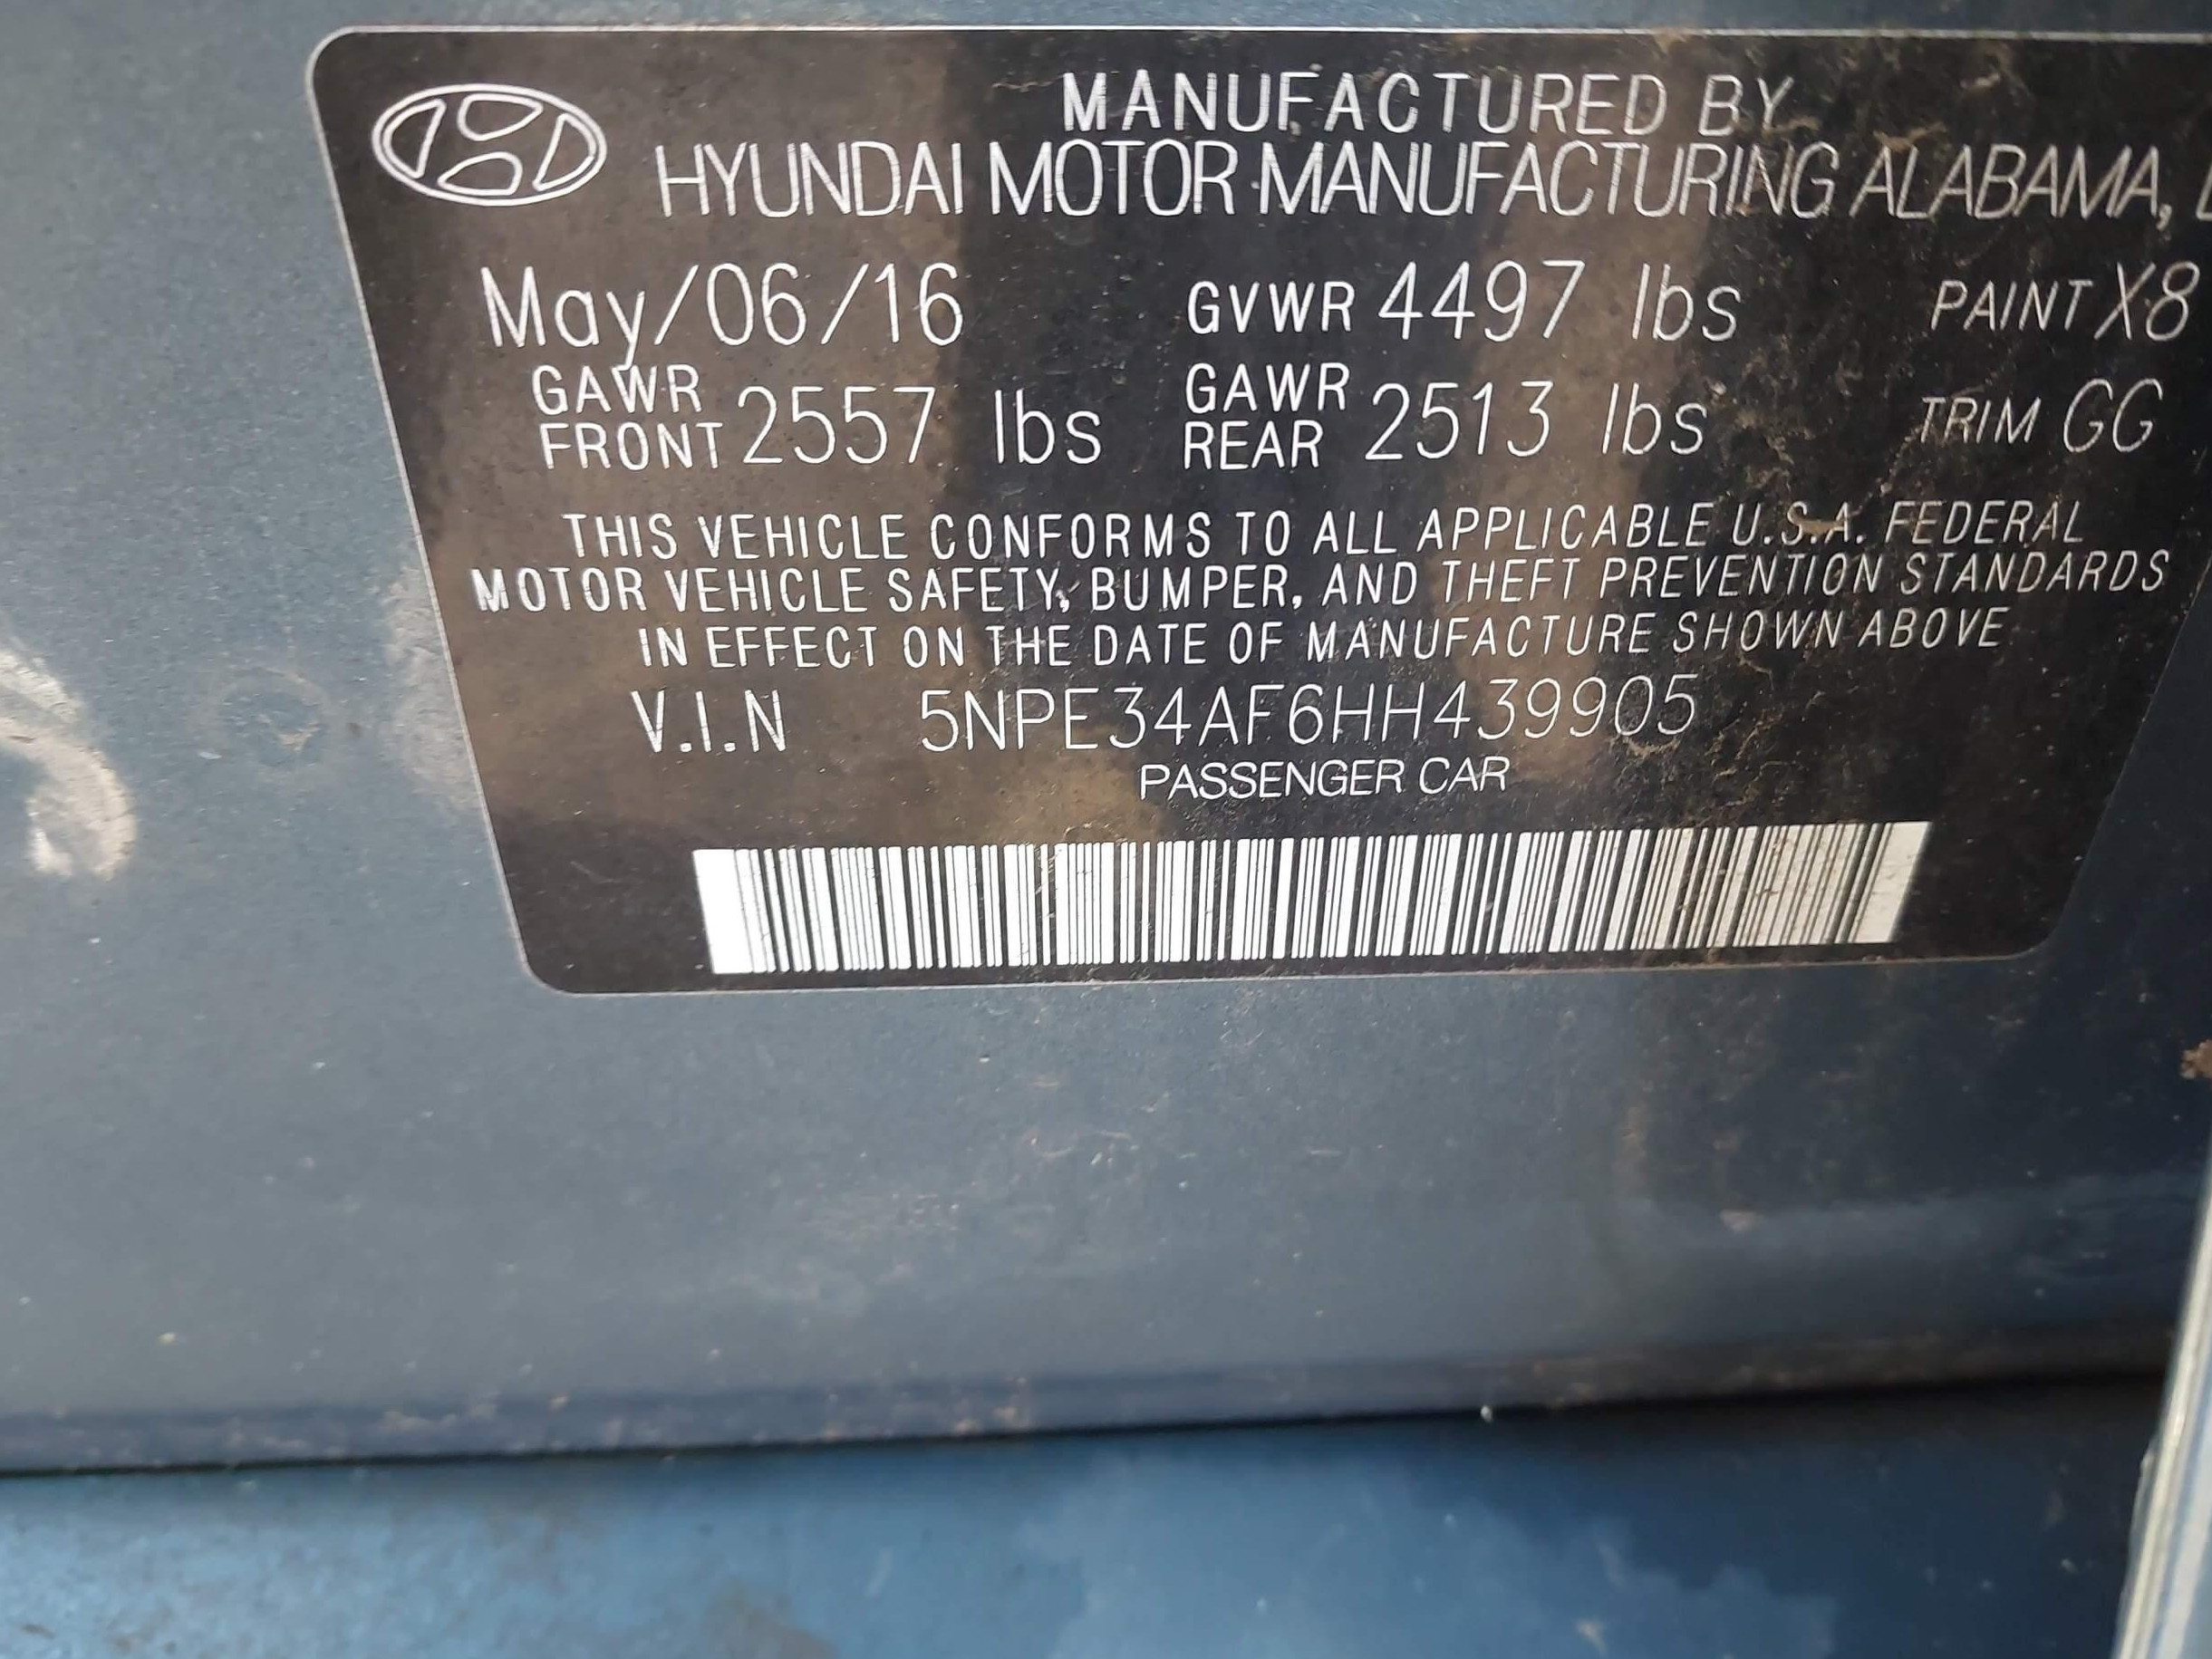 MANUFACTURED BY
HYUNDAI MOTOR MANUFACTURING ALABAMA,
May/06/16 GVWR 4497 lbs PAINT X8
GAWR FRONT 2557 lbs GAWR REAR 2513 lbs TRIM GG
THIS VEHICLE CONFORMS TO ALL APPLICABLE U.S.A. FEDERAL
MOTOR VEHICLE SAFETY, BUMPER, AND THEFT PREVENTION STANDARDS
IN EFFECT ON THE DATE OF MANUFACTURE SHOWN ABOVE
V.I.N 5NPE34AF6HH439905
PASSENGER CAR